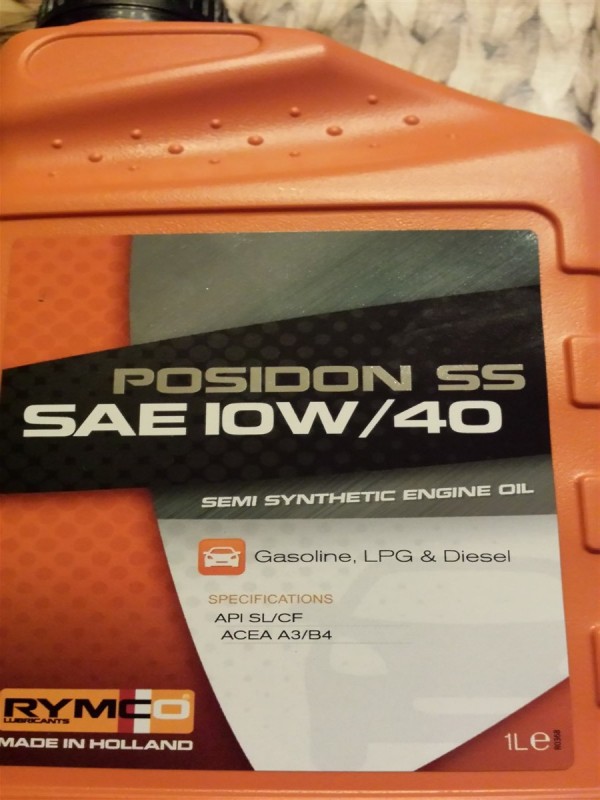 POSIDON SS
SAE 10W/40
SEMI SYNTHETIC ENGINE OIL
Gasoline, LPG & Diesel
SPECIFICATIONS
API SL/CF
ACEA A3/B4
RYMCO
LUBRICANTS
MADE IN HOLLAND
1L e